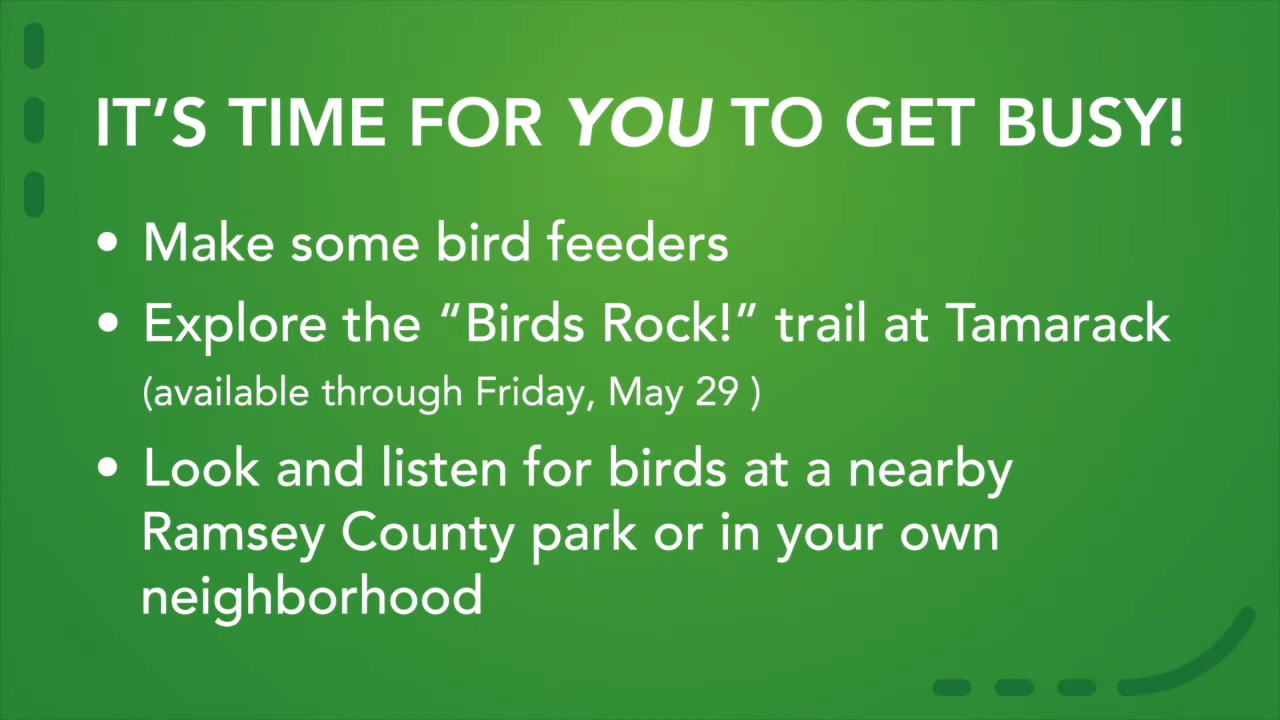 IT’S TIME FOR YOU TO GET BUSY!
• Make some bird feeders
• Explore the “Birds Rock!” trail at Tamarack
(available through Friday, May 29 )
• Look and listen for birds at a nearby
Ramsey County park or in your own
neighborhood